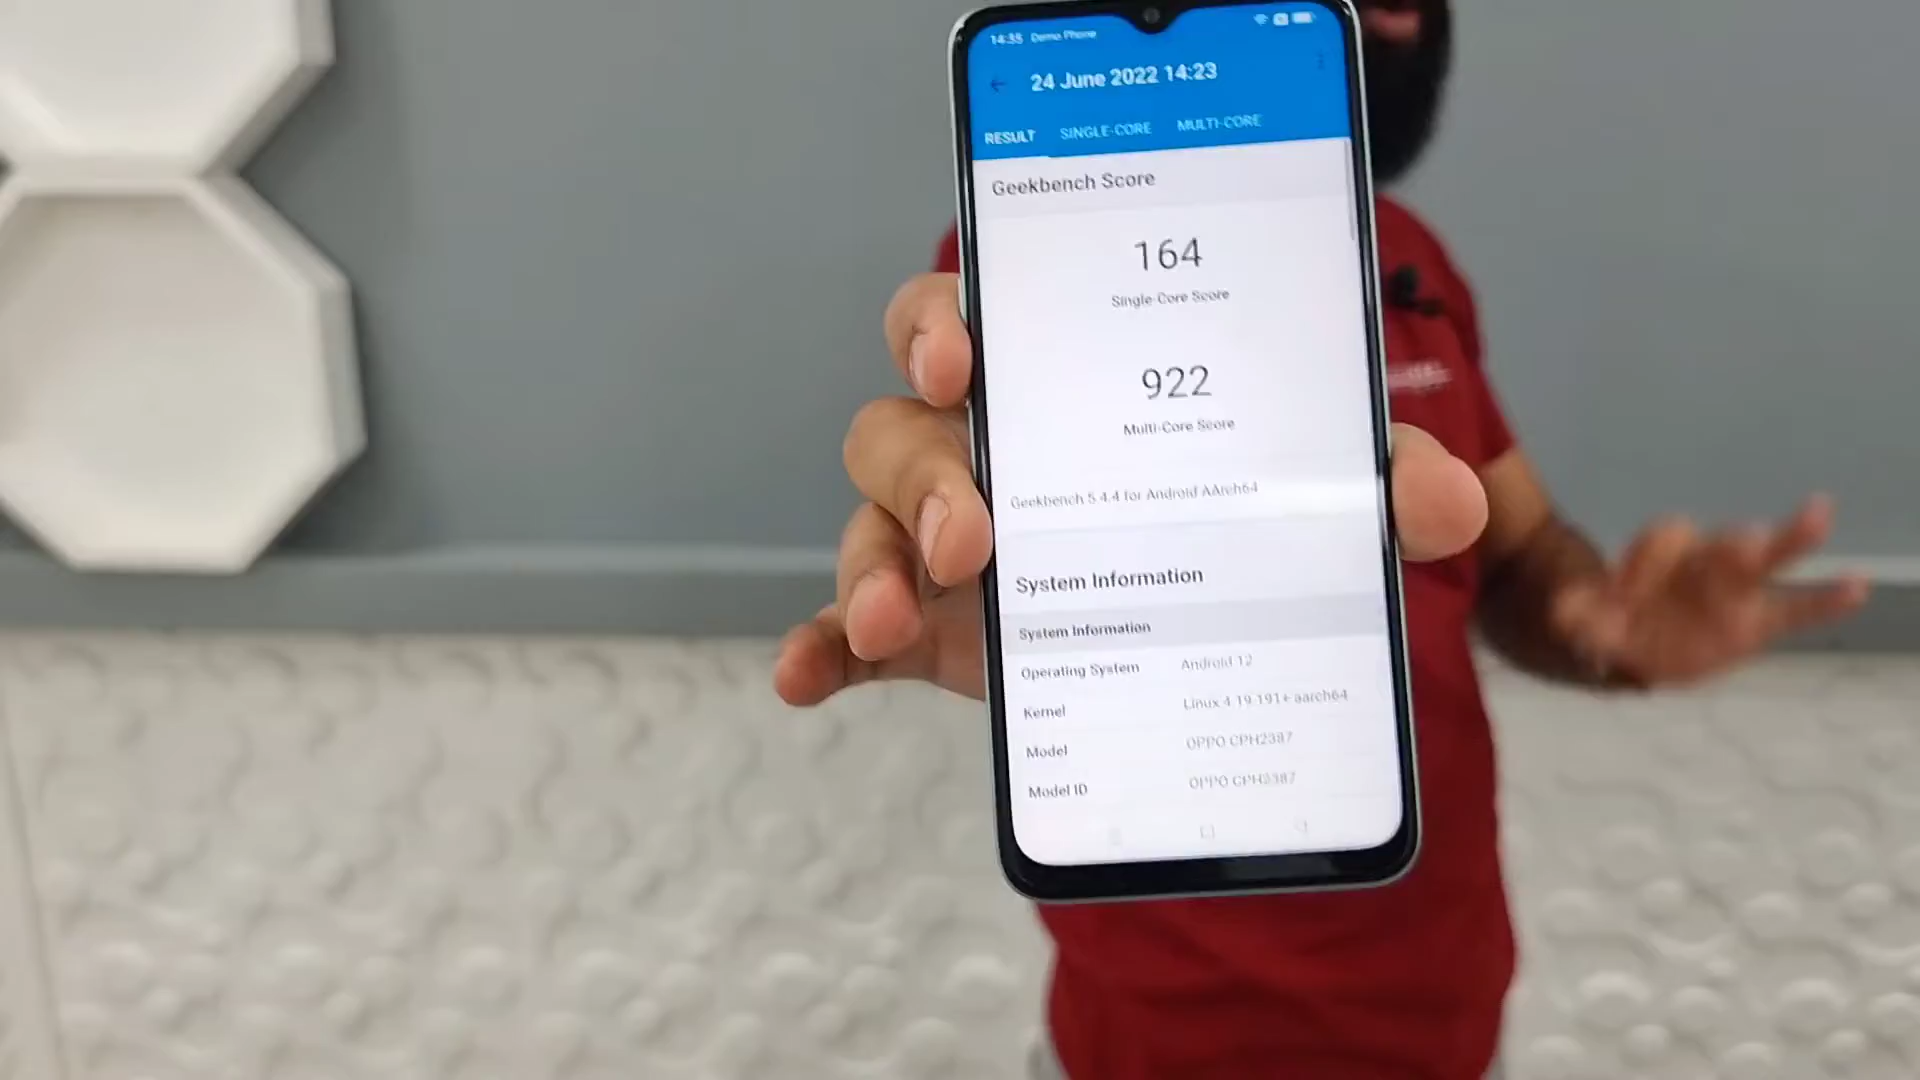 14:35 Demo Phone
24 June 2022 14:23
RESULT SINGLE-CORE MULTI-CORE
Geekbench Score
164
Single-Core Score
922
Multi-Core Score
Geekbench 5.4.4 for Android AArch64
System Information
System Information
Operating System Android 12
Kernel Linux 4.19.191+ aarch64
Model OPPO CPH2387
Model ID OPPO CPH2387